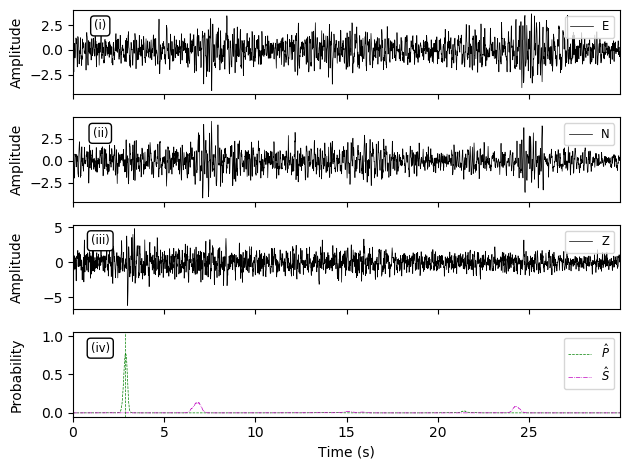 (i)
E
Amplitude
2.5
0.0
−2.5
(ii)
N
Amplitude
2.5
0.0
−2.5
(iii)
Z
Amplitude
5
0
−5
(iv)
P̂
Ŝ
Probability
1.0
0.5
0.0
0 5 10 15 20 25
Time (s)